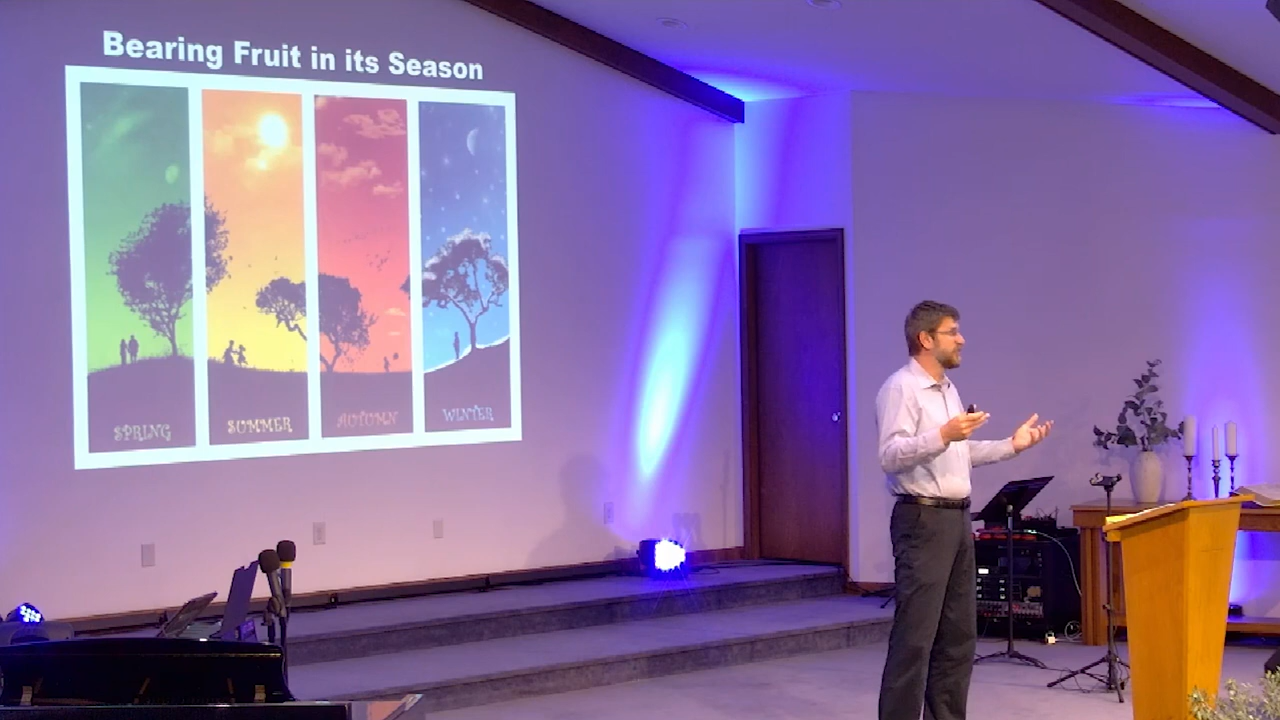 Bearing Fruit in its Season
SPRING
SUMMER
AUTUMN
WINTER